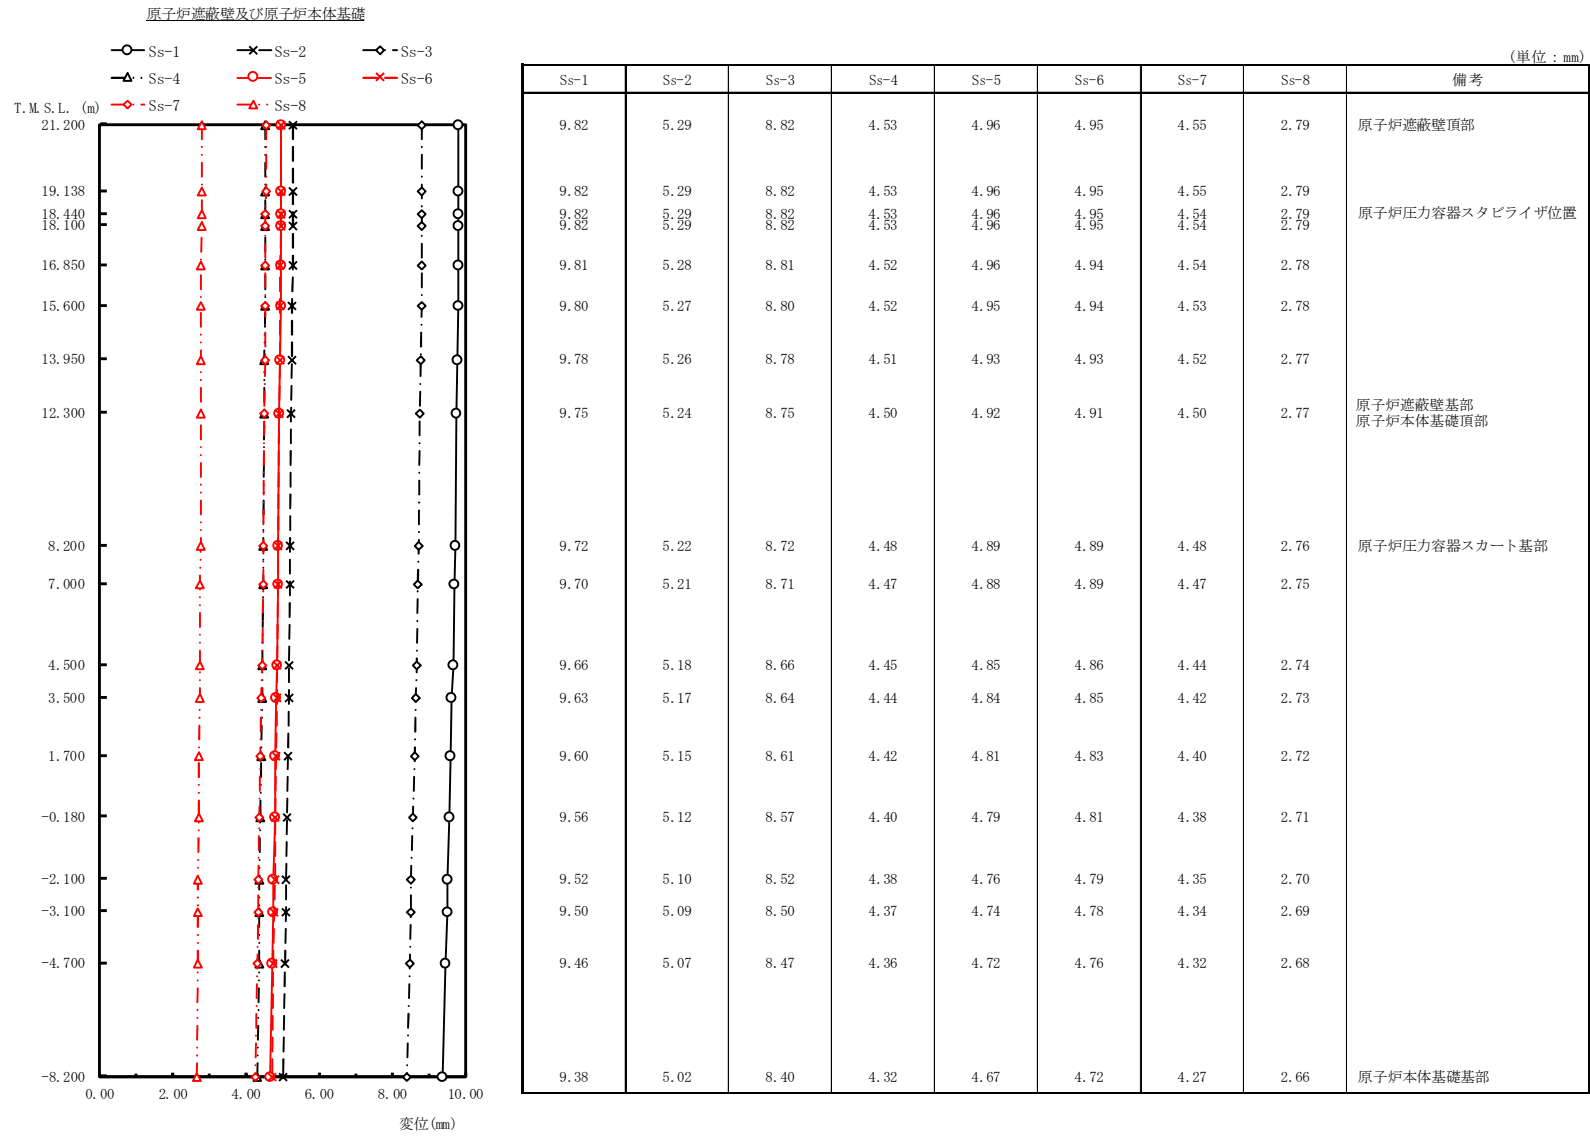 原子炉遮蔽壁及び原子炉本体基礎
Ss-1 Ss-2 Ss-3
Ss-4 Ss-5 Ss-6
Ss-7 Ss-8
T.M.S.L. (m)
(単位：mm)
Ss-1 Ss-2 Ss-3 Ss-4 Ss-5 Ss-6 Ss-7 Ss-8 備考
21.200 9.82 5.29 8.82 4.53 4.96 4.95 4.55 2.79 原子炉遮蔽壁頂部
19.138 9.82 5.29 8.82 4.53 4.96 4.95 4.55 2.79
18.440 9.82 5.29 8.82 4.53 4.96 4.95 4.54 2.79 原子炉圧力容器スタビライザ位置
18.100 9.82 5.29 8.82 4.53 4.96 4.95 4.54 2.79
16.850 9.81 5.28 8.81 4.52 4.96 4.94 4.54 2.78
15.600 9.80 5.27 8.80 4.52 4.95 4.94 4.53 2.78
13.950 9.78 5.26 8.78 4.51 4.93 4.93 4.52 2.77
12.300 9.75 5.24 8.75 4.50 4.92 4.91 4.50 2.77 原子炉遮蔽壁基部
原子炉本体基礎頂部
8.200 9.72 5.22 8.72 4.48 4.89 4.89 4.48 2.76 原子炉圧力容器スカート基部
7.000 9.70 5.21 8.71 4.47 4.88 4.89 4.47 2.75
4.500 9.66 5.18 8.66 4.45 4.85 4.86 4.44 2.74
3.500 9.63 5.17 8.64 4.44 4.84 4.85 4.42 2.73
1.700 9.60 5.15 8.61 4.42 4.81 4.83 4.40 2.72
-0.180 9.56 5.12 8.57 4.40 4.79 4.81 4.38 2.71
-2.100 9.52 5.10 8.52 4.38 4.76 4.79 4.35 2.70
-3.100 9.50 5.09 8.50 4.37 4.74 4.78 4.34 2.69
-4.700 9.46 5.07 8.47 4.36 4.72 4.76 4.32 2.68
-8.200 9.38 5.02 8.40 4.32 4.67 4.72 4.27 2.66 原子炉本体基礎基部
0.00 2.00 4.00 6.00 8.00 10.00
変位(mm)